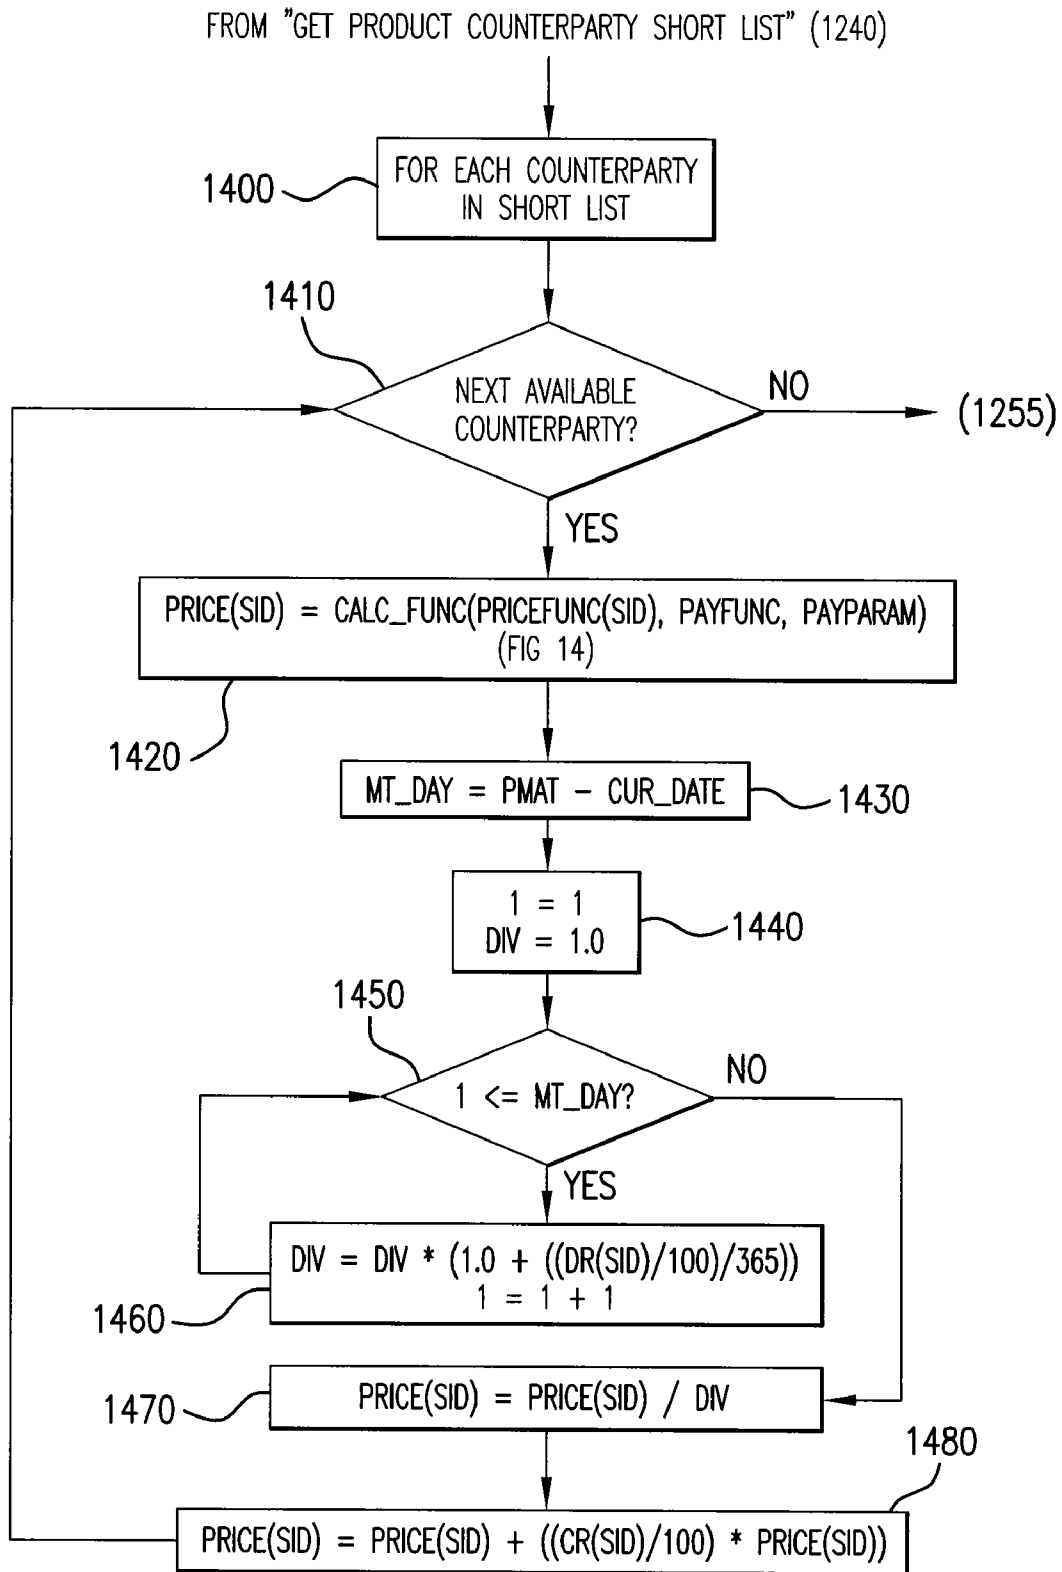 FROM "GET PRODUCT COUNTERPARTY SHORT LIST" (1240)
1400
FOR EACH COUNTERPARTY
IN SHORT LIST
1410
NEXT AVAILABLE
COUNTERPARTY?
NO
(1255)
YES
PRICE(SID) = CALC_FUNC(PRICEFUNC(SID), PAYFUNC, PAYPARAM)
(FIG 14)
1420
MT_DAY = PMAT - CUR_DATE
1430
1 = 1
DIV = 1.0
1440
1450
1 <= MT_DAY?
NO
YES
DIV = DIV * (1.0 + ((DR(SID)/100)/365))
1 = 1 + 1
1460
PRICE(SID) = PRICE(SID) / DIV
1470
1480
PRICE(SID) = PRICE(SID) + ((CR(SID)/100) * PRICE(SID))